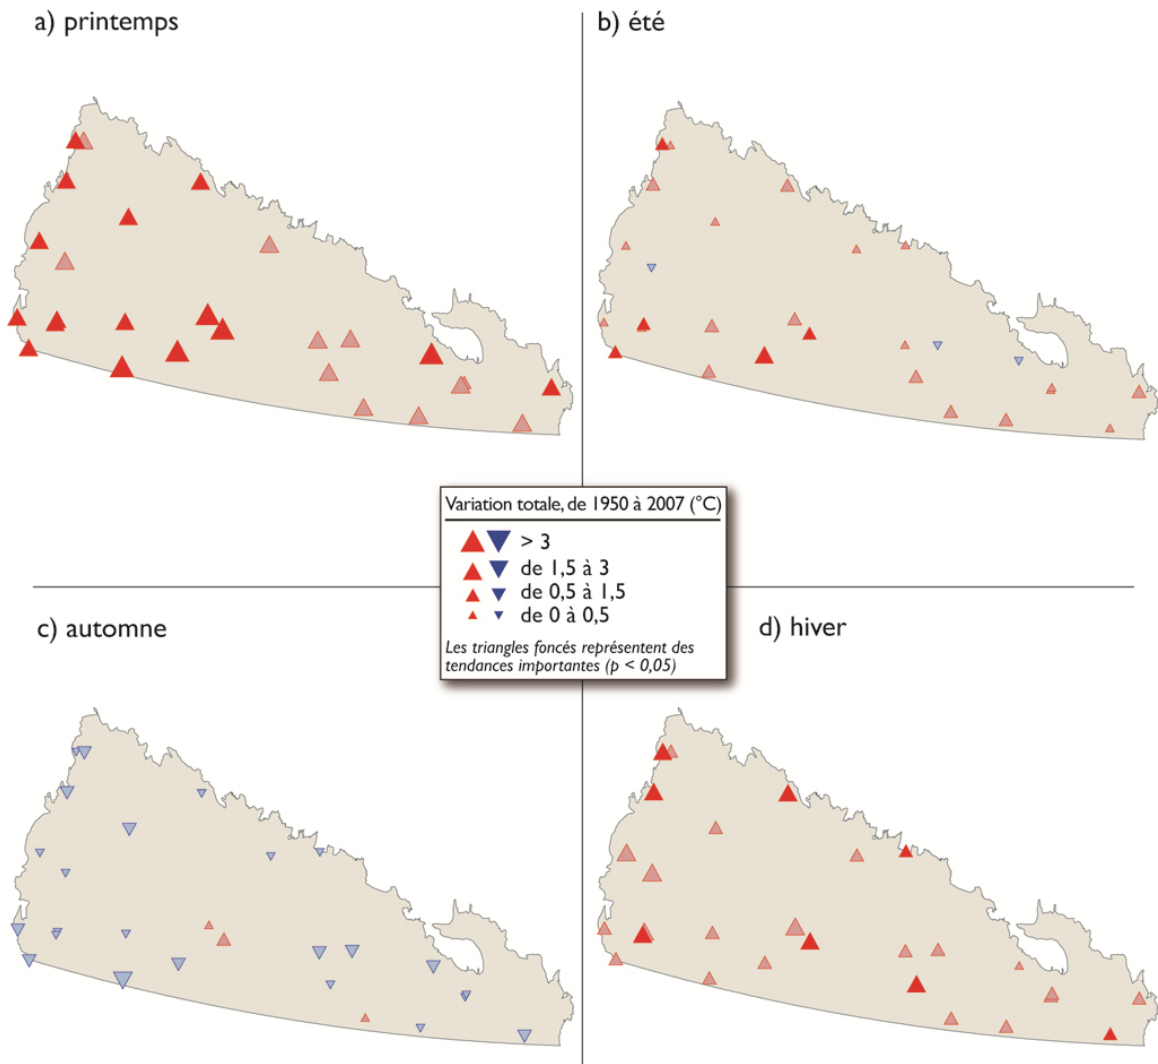 a) printemps
b) été
Variation totale, de 1950 à 2007 (°C)
> 3
de 1,5 à 3
de 0,5 à 1,5
de 0 à 0,5
Les triangles foncés représentent des
tendances importantes (p < 0,05)
c) automne
d) hiver